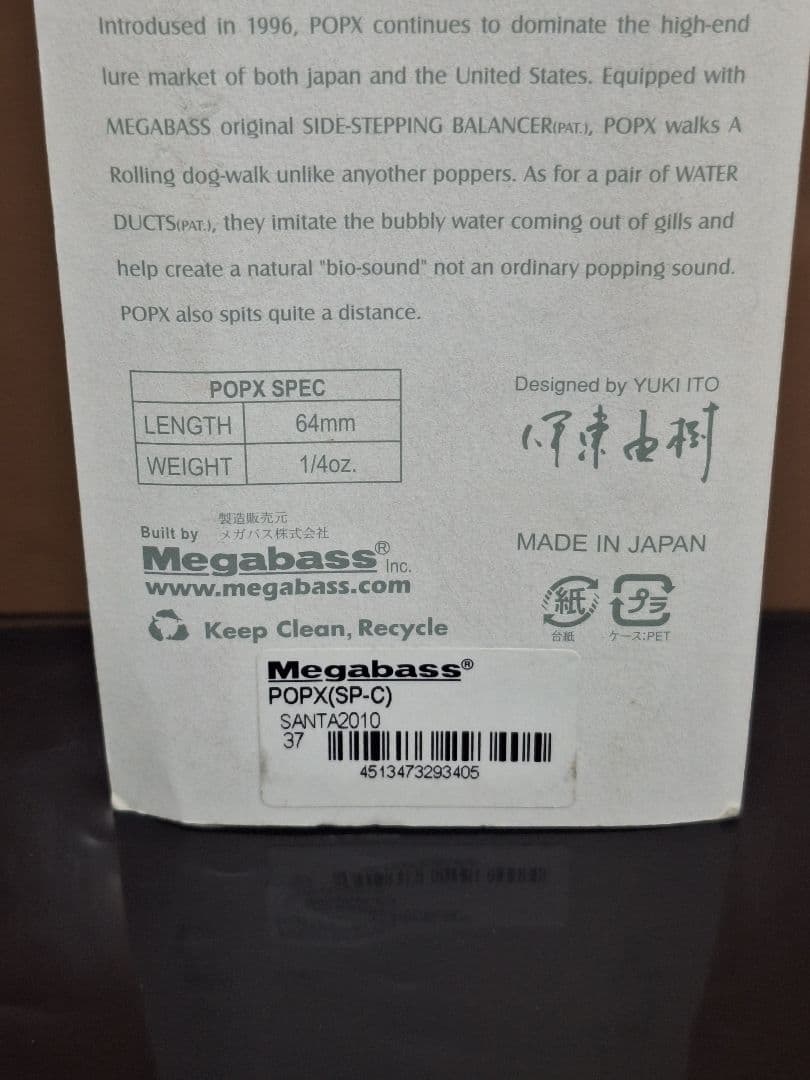 Introdused in 1996, POPX continues to dominate the high-end
lure market of both japan and the United States. Equipped with
MEGABASS original SIDE-STEPPING BALANCER(PAT.), POPX walks A
Rolling dog-walk unlike anyother poppers. As for a pair of WATER
DUCTS(PAT.), they imitate the bubbly water coming out of gills and
help create a natural "bio-sound" not an ordinary popping sound.
POPX also spits quite a distance.
POPX SPEC
LENGTH 64mm
WEIGHT 1/4oz.
Designed by YUKI ITO
伊東由樹
製造販売元
Built by メガバス株式会社
Megabass® Inc.
www.megabass.com
Keep Clean, Recycle
MADE IN JAPAN
紙 プラ
台紙 ケース:PET
Megabass®
POPX(SP-C)
SANTA2010
37
4513473293405